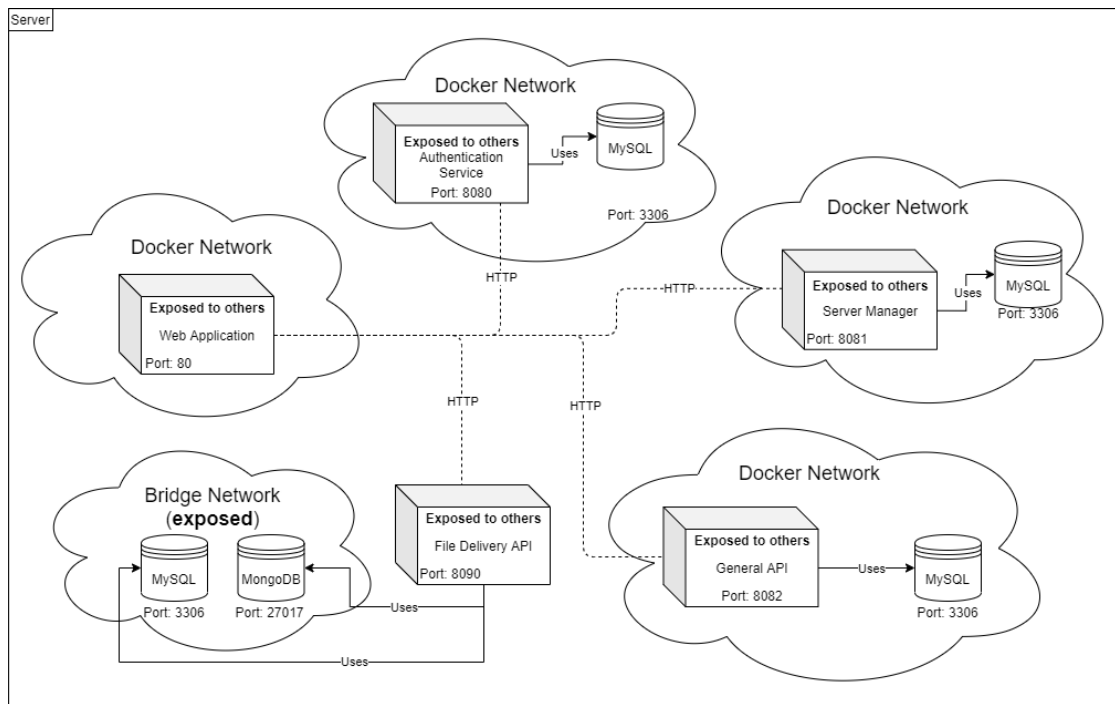 Server
Docker Network
Exposed to others
Authentication
Service
Port: 8080
Uses
MySQL
Port: 3306
Docker Network
Exposed to others
Web Application
Port: 80
HTTP
HTTP
HTTP
HTTP
Docker Network
Exposed to others
Server Manager
Port: 8081
Uses
MySQL
Port: 3306
Bridge Network
(exposed)
MySQL
Port: 3306
MongoDB
Port: 27017
Exposed to others
File Delivery API
Port: 8090
Uses
Uses
Docker Network
Exposed to others
General API
Port: 8082
Uses
MySQL
Port: 3306